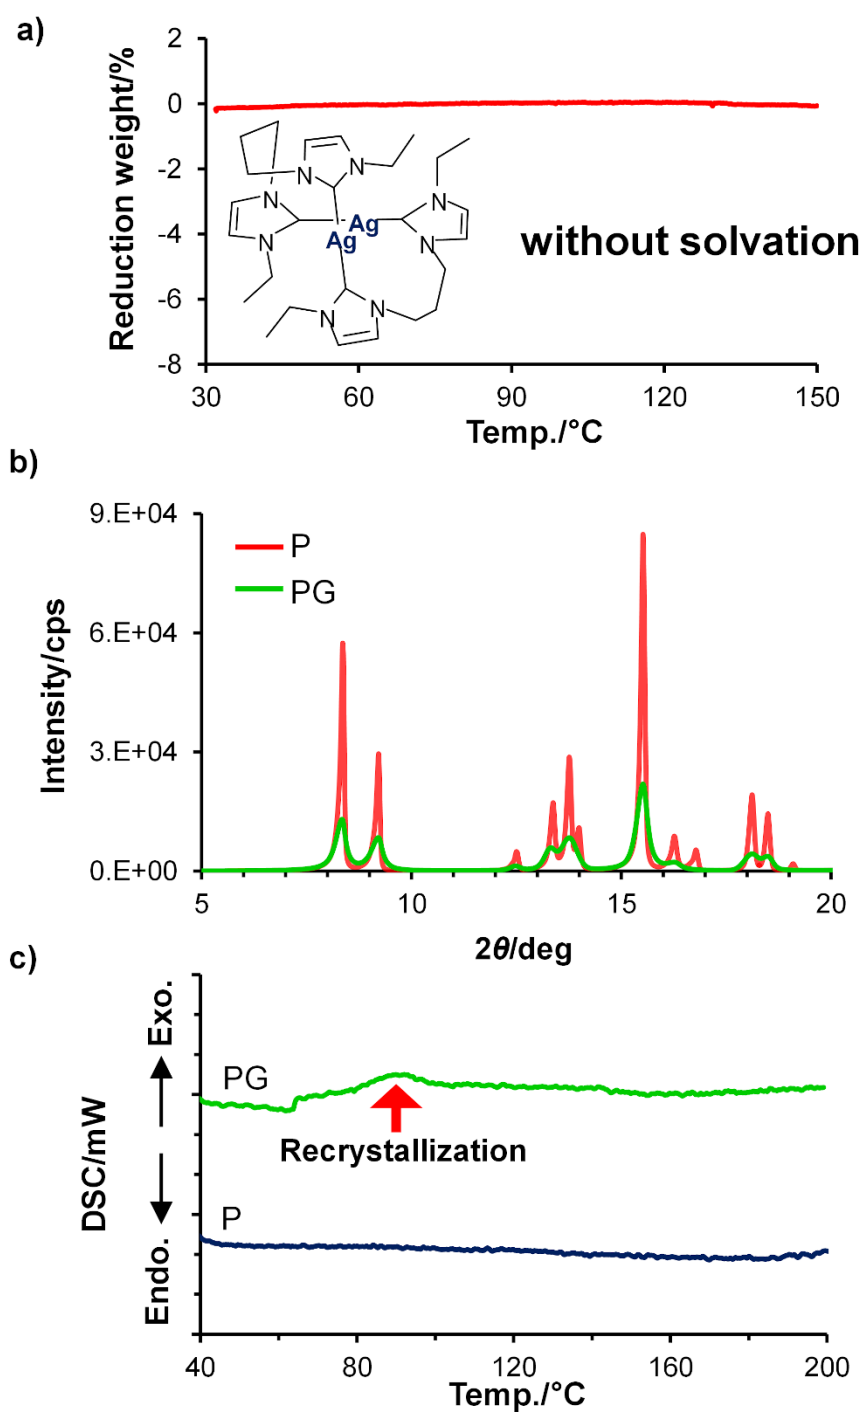 a)
2
0
-2
-4
-6
-8
Reduction weight/%
N
N
N
N
N
N
N
N
Ag
Ag
without solvation
30 60 90 120 150
Temp./°C
b)
9.E+04
6.E+04
3.E+04
0.E+00
Intensity/cps
P
PG
5 10 15 20
2θ/deg
c)
Exo.
DSC/mW
Endo.
PG
Recrystallization
P
40 80 120 160 200
Temp./°C